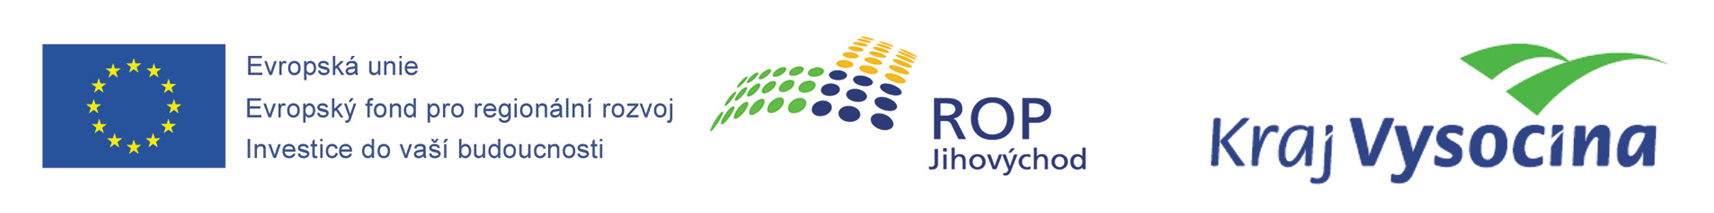 Evropská unie
Evropský fond pro regionální rozvoj
Investice do vaší budoucnosti
ROP
Jihovýchod
Kraj Vysočina